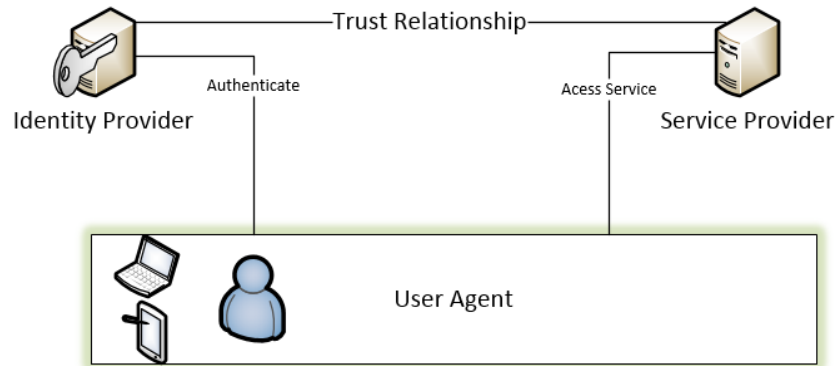 Trust Relationship
Authenticate
Acess Service
Identity Provider
Service Provider
User Agent